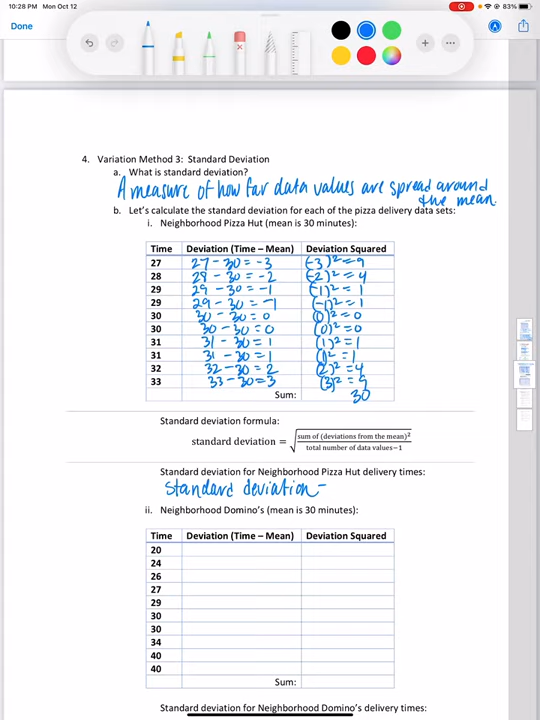 10:28 PM Mon Oct 12
83%
Done
4. Variation Method 3: Standard Deviation
a. What is standard deviation?
A measure of how far data values are spread around
the mean.
b. Let's calculate the standard deviation for each of the pizza delivery data sets:
i. Neighborhood Pizza Hut (mean is 30 minutes):
Time Deviation (Time – Mean) Deviation Squared
27 27 - 30 = -3 (-3)² = 9
28 28 - 30 = -2 (-2)² = 4
29 29 - 30 = -1 (-1)² = 1
29 29 - 30 = -1 (-1)² = 1
30 30 - 30 = 0 (0)² = 0
30 30 - 30 = 0 (0)² = 0
31 31 - 30 = 1 (1)² = 1
31 31 - 30 = 1 (1)² = 1
32 32 - 30 = 2 (2)² = 4
33 33 - 30 = 3 (3)² = 9
Sum: 30
Standard deviation formula:
standard deviation = √(sum of (deviations from the mean)² / total number of data values−1)
Standard deviation for Neighborhood Pizza Hut delivery times:
Standard deviation =
ii. Neighborhood Domino's (mean is 30 minutes):
Time Deviation (Time – Mean) Deviation Squared
20
24
26
27
29
30
30
34
40
40
Sum:
Standard deviation for Neighborhood Domino's delivery times: